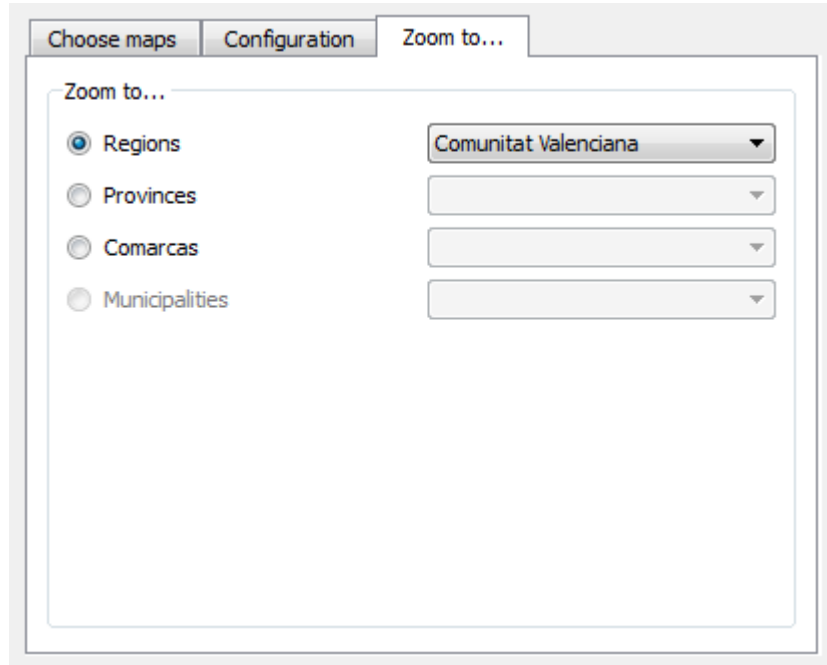 Choose maps Configuration Zoom to...
Zoom to...
Regions Comunitat Valenciana
Provinces
Comarcas
Municipalities